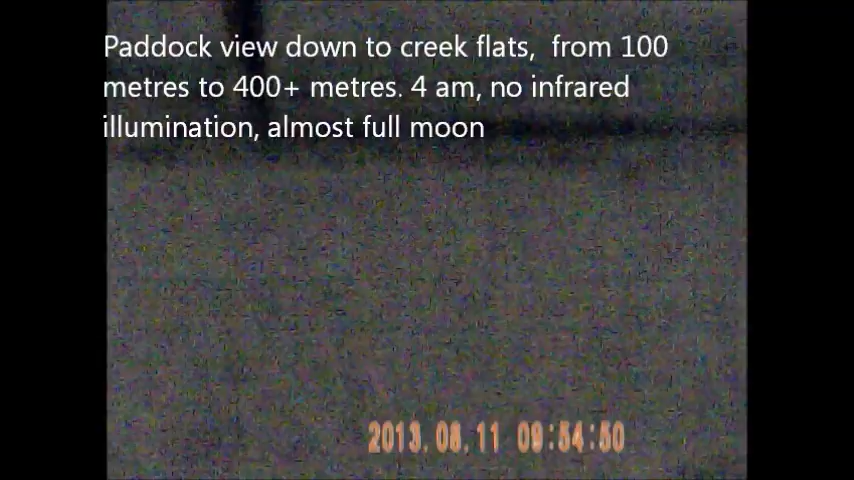 Paddock view down to creek flats,  from 100
metres to 400+ metres. 4 am, no infrared
illumination, almost full moon
2013.08.11 09:54:50